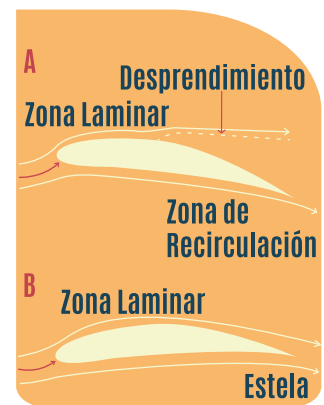 A
Desprendimiento
Zona Laminar
Zona de
Recirculación
B
Zona Laminar
Estela